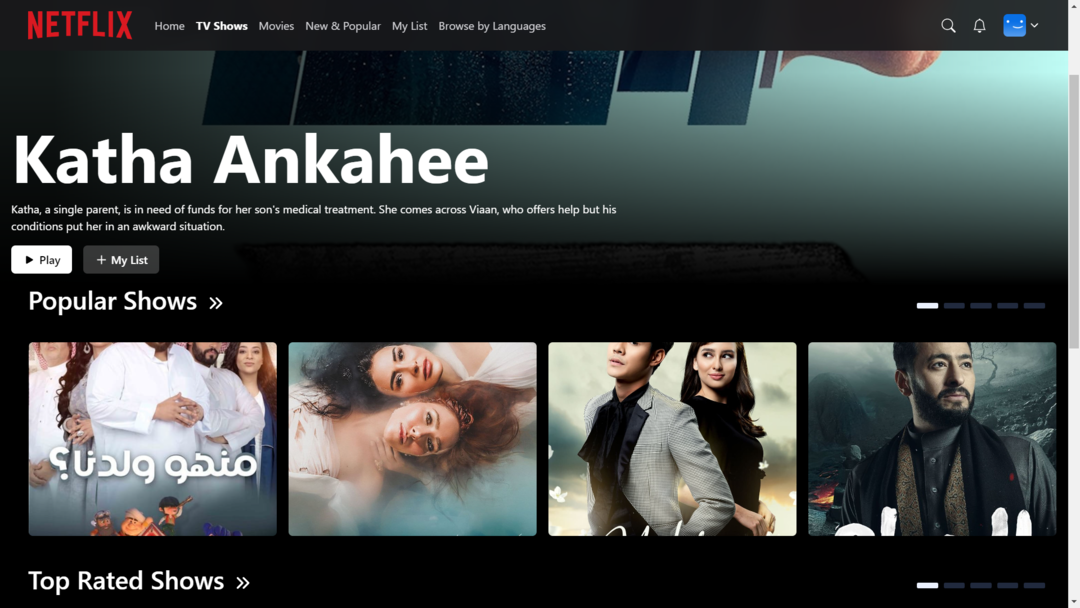 NETFLIX
Home TV Shows Movies New & Popular My List Browse by Languages
Katha Ankahee
Katha, a single parent, is in need of funds for her son's medical treatment. She comes across Viaan, who offers help but his
conditions put her in an awkward situation.
Play
My List
Popular Shows
منهو ولدنا؟
Top Rated Shows